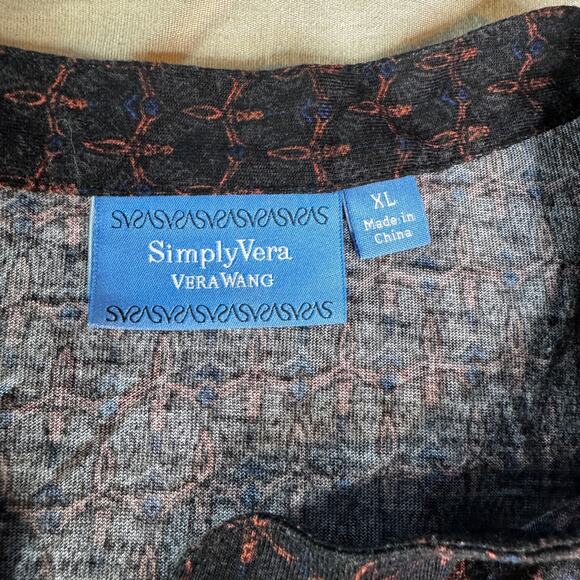 SimplyVera
VERA WANG
XL
Made in
China